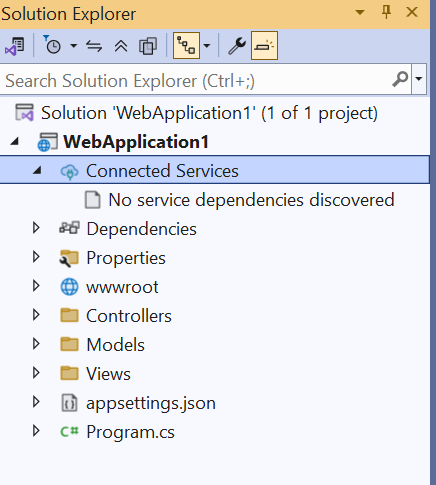 Solution Explorer
Search Solution Explorer (Ctrl+;)
Solution 'WebApplication1' (1 of 1 project)
WebApplication1
Connected Services
No service dependencies discovered
Dependencies
Properties
wwwroot
Controllers
Models
Views
appsettings.json
C# Program.cs